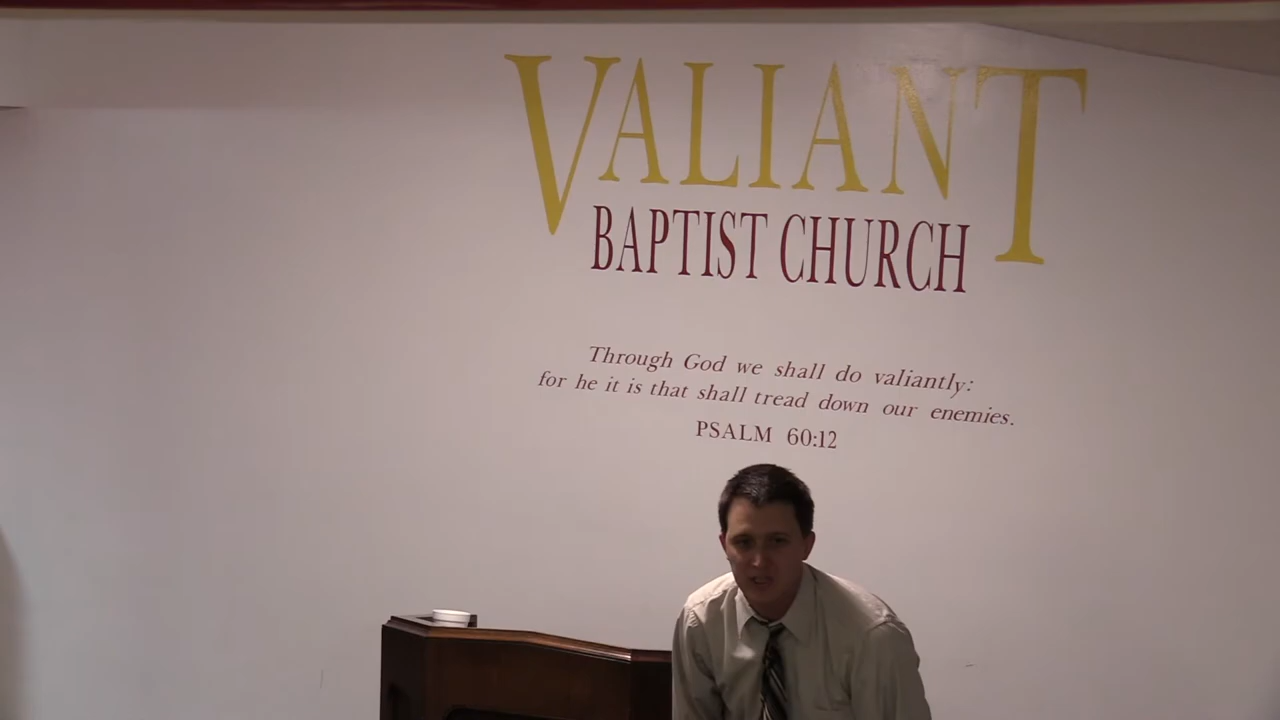 VALIANT
BAPTIST CHURCH
Through God we shall do valiantly:
for he it is that shall tread down our enemies.
PSALM 60:12